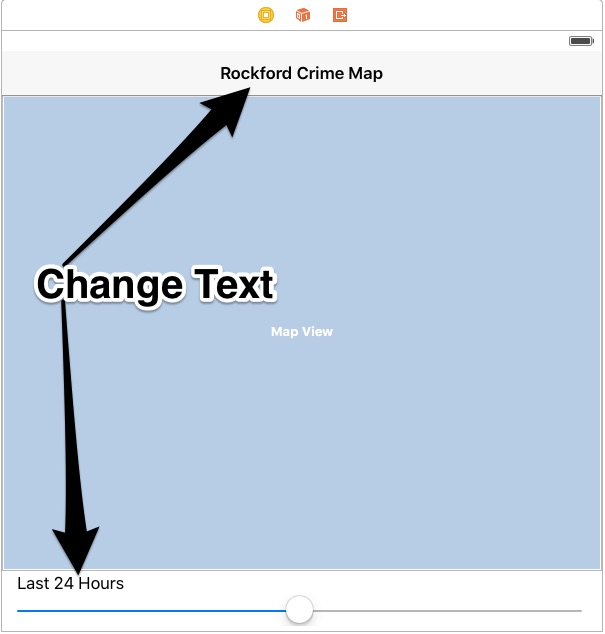 Rockford Crime Map
Change Text
Map View
Last 24 Hours